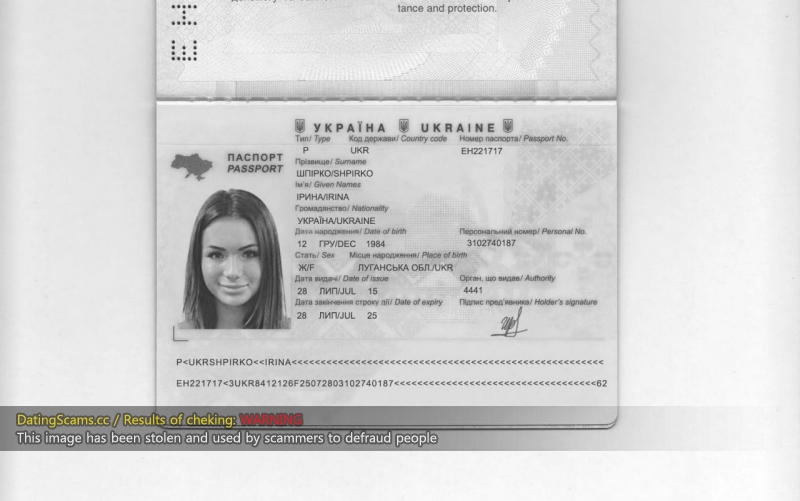 tance and protection.
ЕН
УКРАЇНА UKRAINE
Тип/ Type Код держави/ Country code Номер паспорта/ Passport No.
P UKR EH221717
ПАСПОРТ
PASSPORT
Прізвище/ Surname
ШПІРКО/SHPIRKO
Ім'я/ Given Names
ІРИНА/IRINA
Громадянство/ Nationality
УКРАЇНА/UKRAINE
Дата народження/ Date of birth Персональний номер/ Personal No.
12 ГРУ/DEC 1984 3102740187
Стать/ Sex Місце народження/ Place of birth
Ж/F ЛУГАНСЬКА ОБЛ./UKR
Дата видачі/ Date of issue Орган, що видав/ Authority
28 ЛИП/JUL 15 4441
Дата закінчення строку дії/ Date of expiry Підпис пред'явника/ Holder's signature
28 ЛИП/JUL 25
P<UKRSHPIRKO<<IRINA<<<<<<<<<<<<<<<<<<<<<<<<<<<<<<<<<<<<<<<<<<<<<<<<<<<<
EH221717<3UKR8412126F25072803102740187<<<<<<<<<<<<<<<<<<<<<<<<<<<<<<<<<<62
DatingScams.cc / Results of cheking: WARNING
This image has been stolen and used by scammers to defraud people